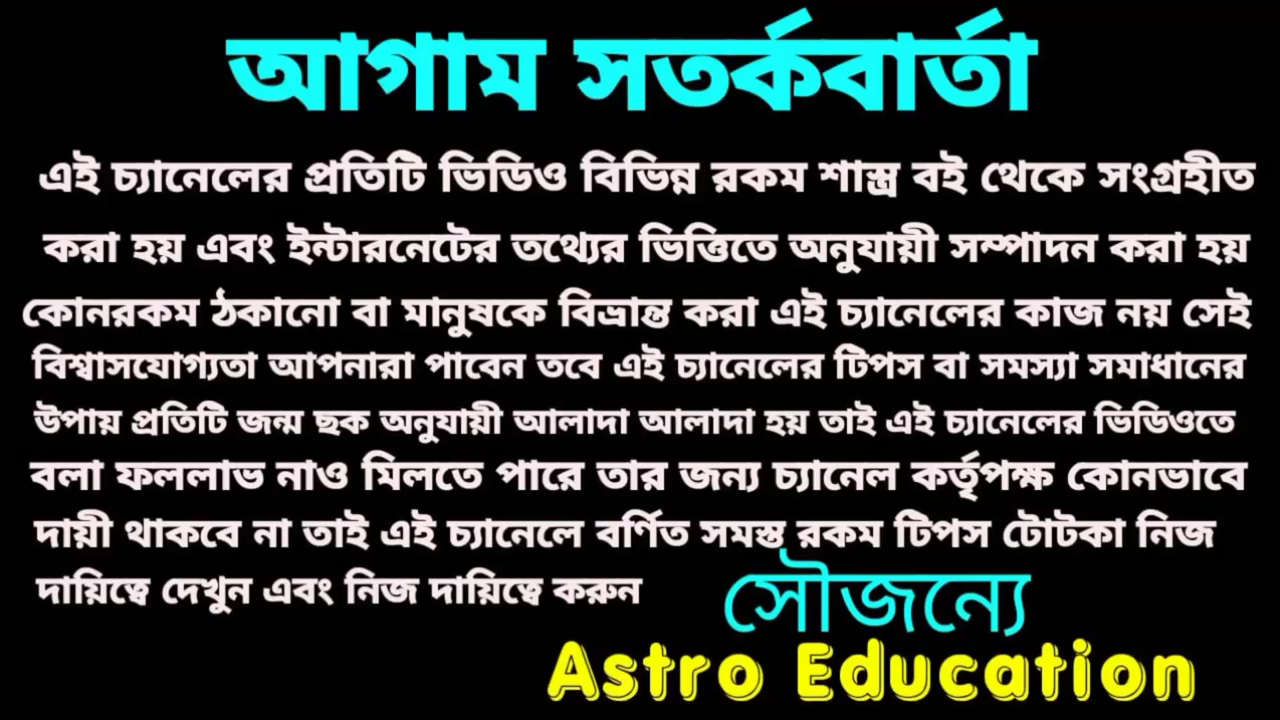 আগাম সতর্কবার্তা
এই চ্যানেলের প্রতিটি ভিডিও বিভিন্ন রকম শাস্ত্র বই থেকে সংগ্রহীত
করা হয় এবং ইন্টারনেটের তথ্যের ভিত্তিতে অনুযায়ী সম্পাদন করা হয়
কোনরকম ঠকানো বা মানুষকে বিভ্রান্ত করা এই চ্যানেলের কাজ নয় সেই
বিশ্বাসযোগ্যতা আপনারা পাবেন তবে এই চ্যানেলের টিপস বা সমস্যা সমাধানের
উপায় প্রতিটি জন্ম ছক অনুযায়ী আলাদা আলাদা হয় তাই এই চ্যানেলের ভিডিওতে
বলা ফললাভ নাও মিলতে পারে তার জন্য চ্যানেল কর্তৃপক্ষ কোনভাবে
দায়ী থাকবে না তাই এই চ্যানেলে বর্ণিত সমস্ত রকম টিপস টোটকা নিজ
দায়িত্বে দেখুন এবং নিজ দায়িত্বে করুন
সৌজন্যে
Astro Education